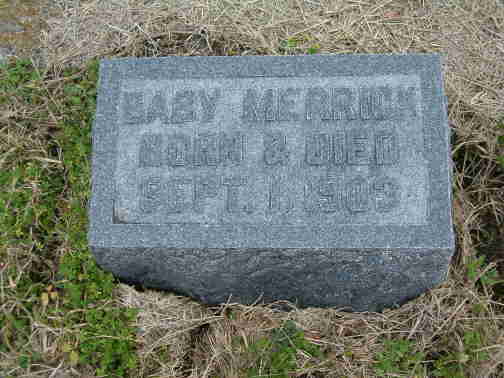 BABY MERRICK
BORN & DIED
SEPT. 1, 1903